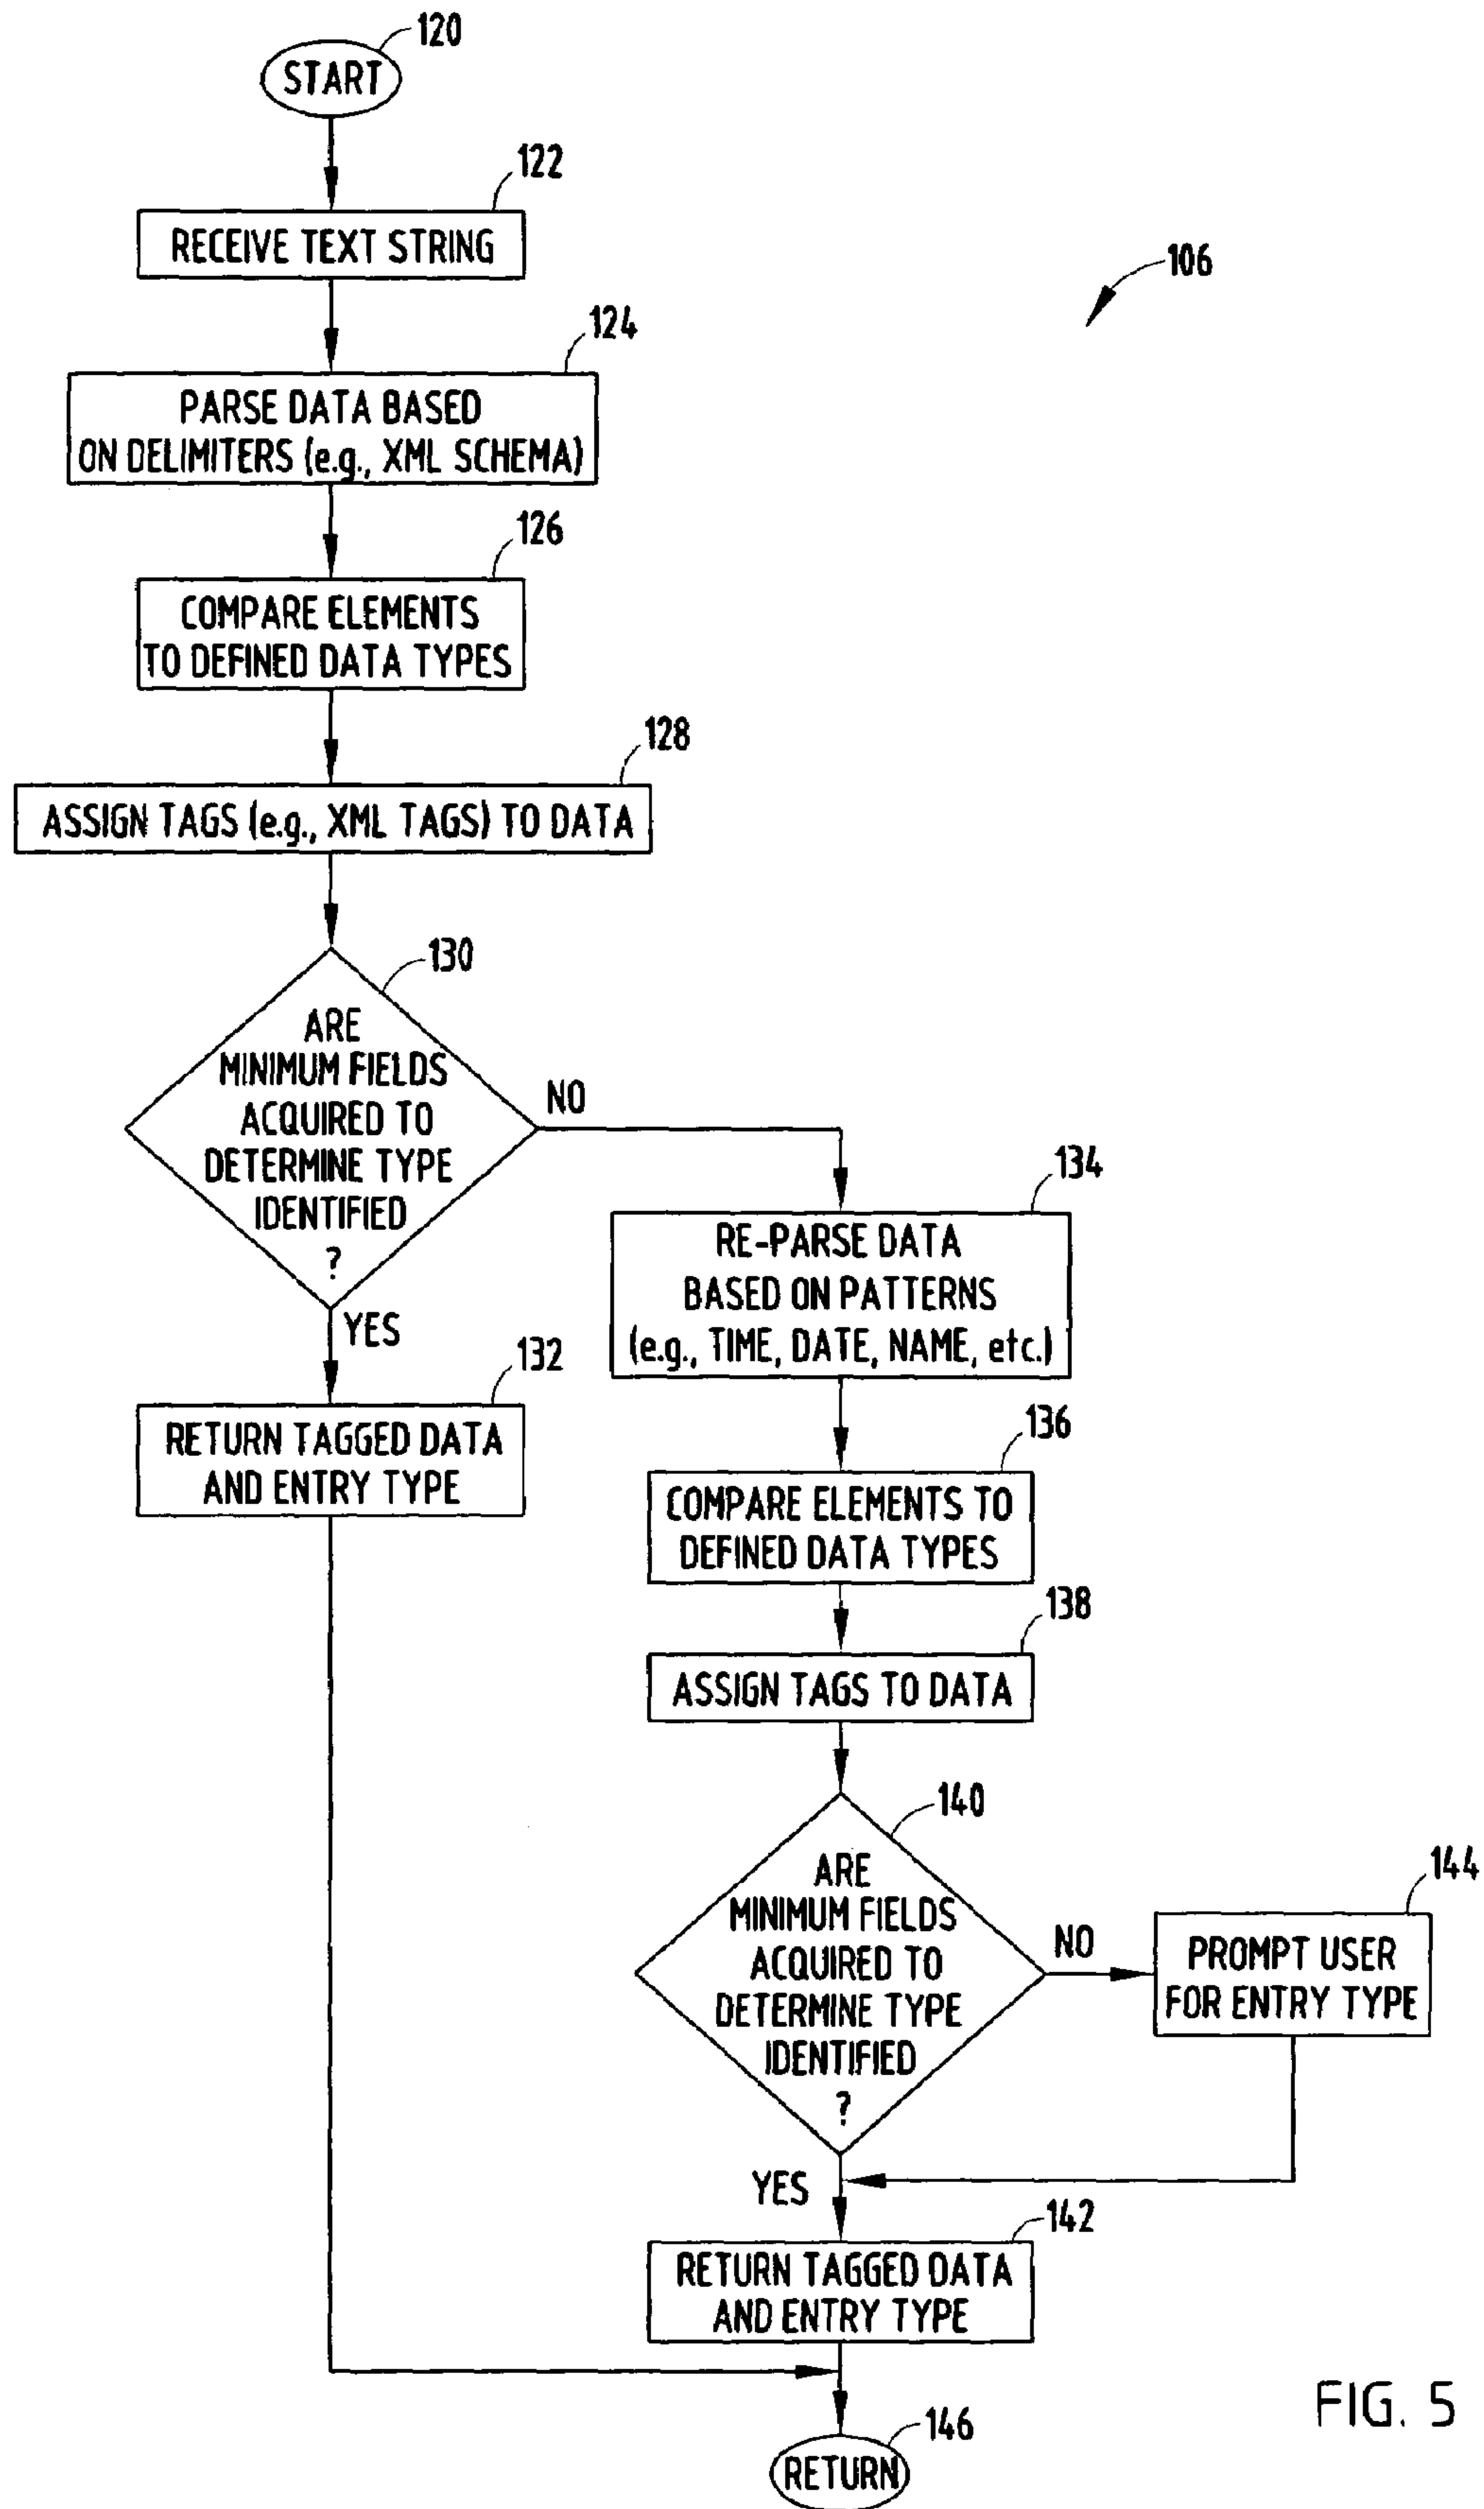 120
START
122
RECEIVE TEXT STRING
106
124
PARSE DATA BASED
ON DELIMITERS (e.g., XML SCHEMA)
126
COMPARE ELEMENTS
TO DEFINED DATA TYPES
128
ASSIGN TAGS (e.g., XML TAGS) TO DATA
130
ARE
MINIMUM FIELDS
ACQUIRED TO
DETERMINE TYPE
IDENTIFIED
?
NO
YES
132
RETURN TAGGED DATA
AND ENTRY TYPE
134
RE-PARSE DATA
BASED ON PATTERNS
(e.g., TIME, DATE, NAME, etc.)
136
COMPARE ELEMENTS TO
DEFINED DATA TYPES
138
ASSIGN TAGS TO DATA
140
ARE
MINIMUM FIELDS
ACQUIRED TO
DETERMINE TYPE
IDENTIFIED
?
NO
144
PROMPT USER
FOR ENTRY TYPE
YES
142
RETURN TAGGED DATA
AND ENTRY TYPE
146
RETURN
FIG. 5